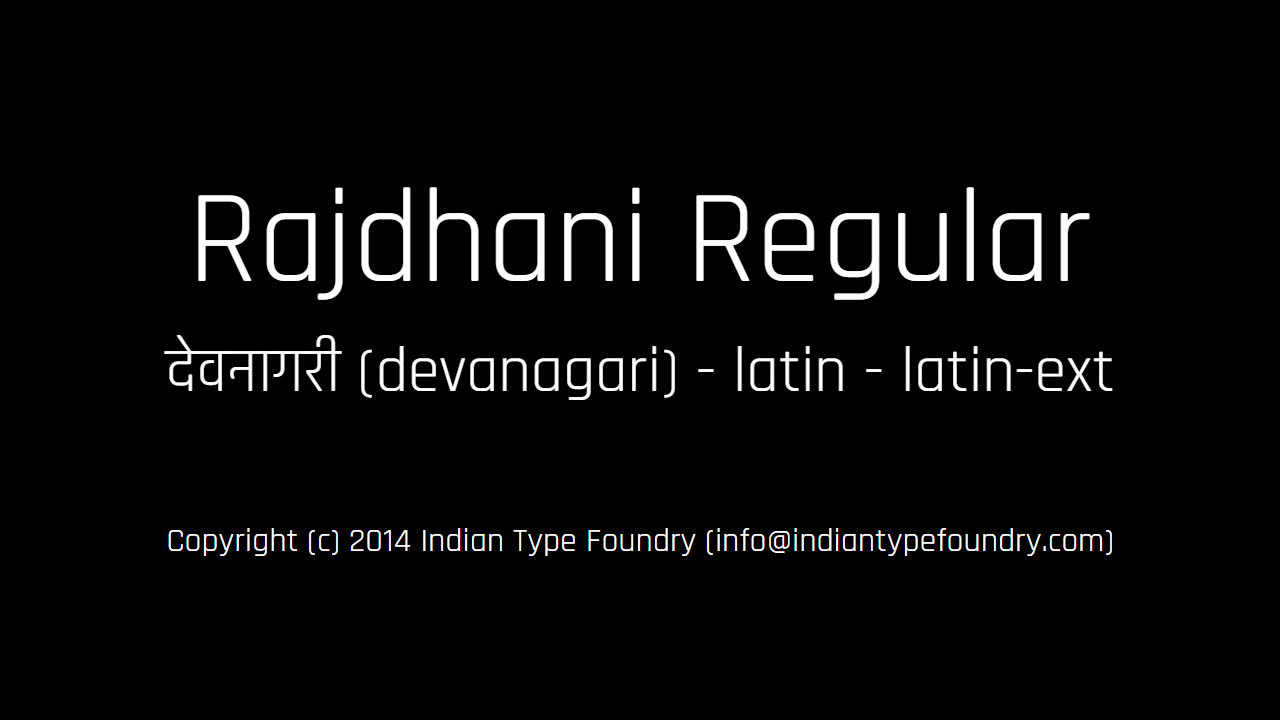 Rajdhani Regular
देवनागरी (devanagari) - latin - latin-ext
Copyright (c) 2014 Indian Type Foundry (info@indiantypefoundry.com)